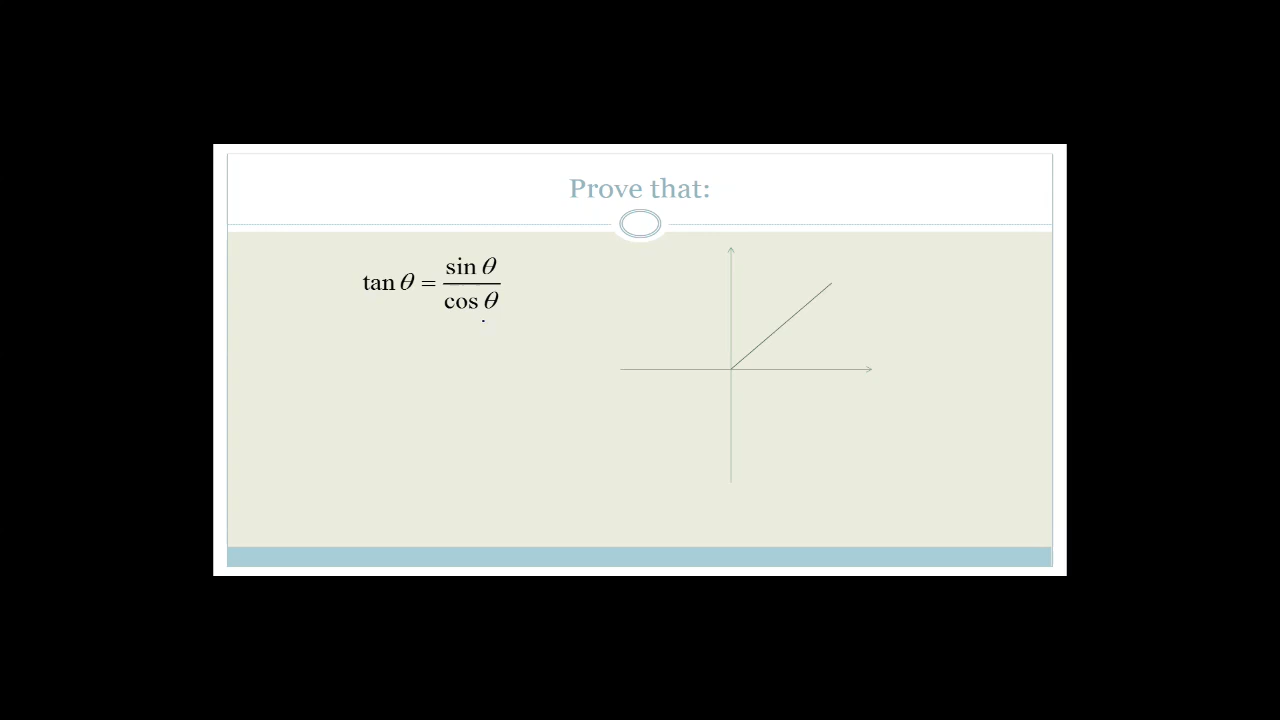 Prove that:
tan θ = sin θ / cos θ